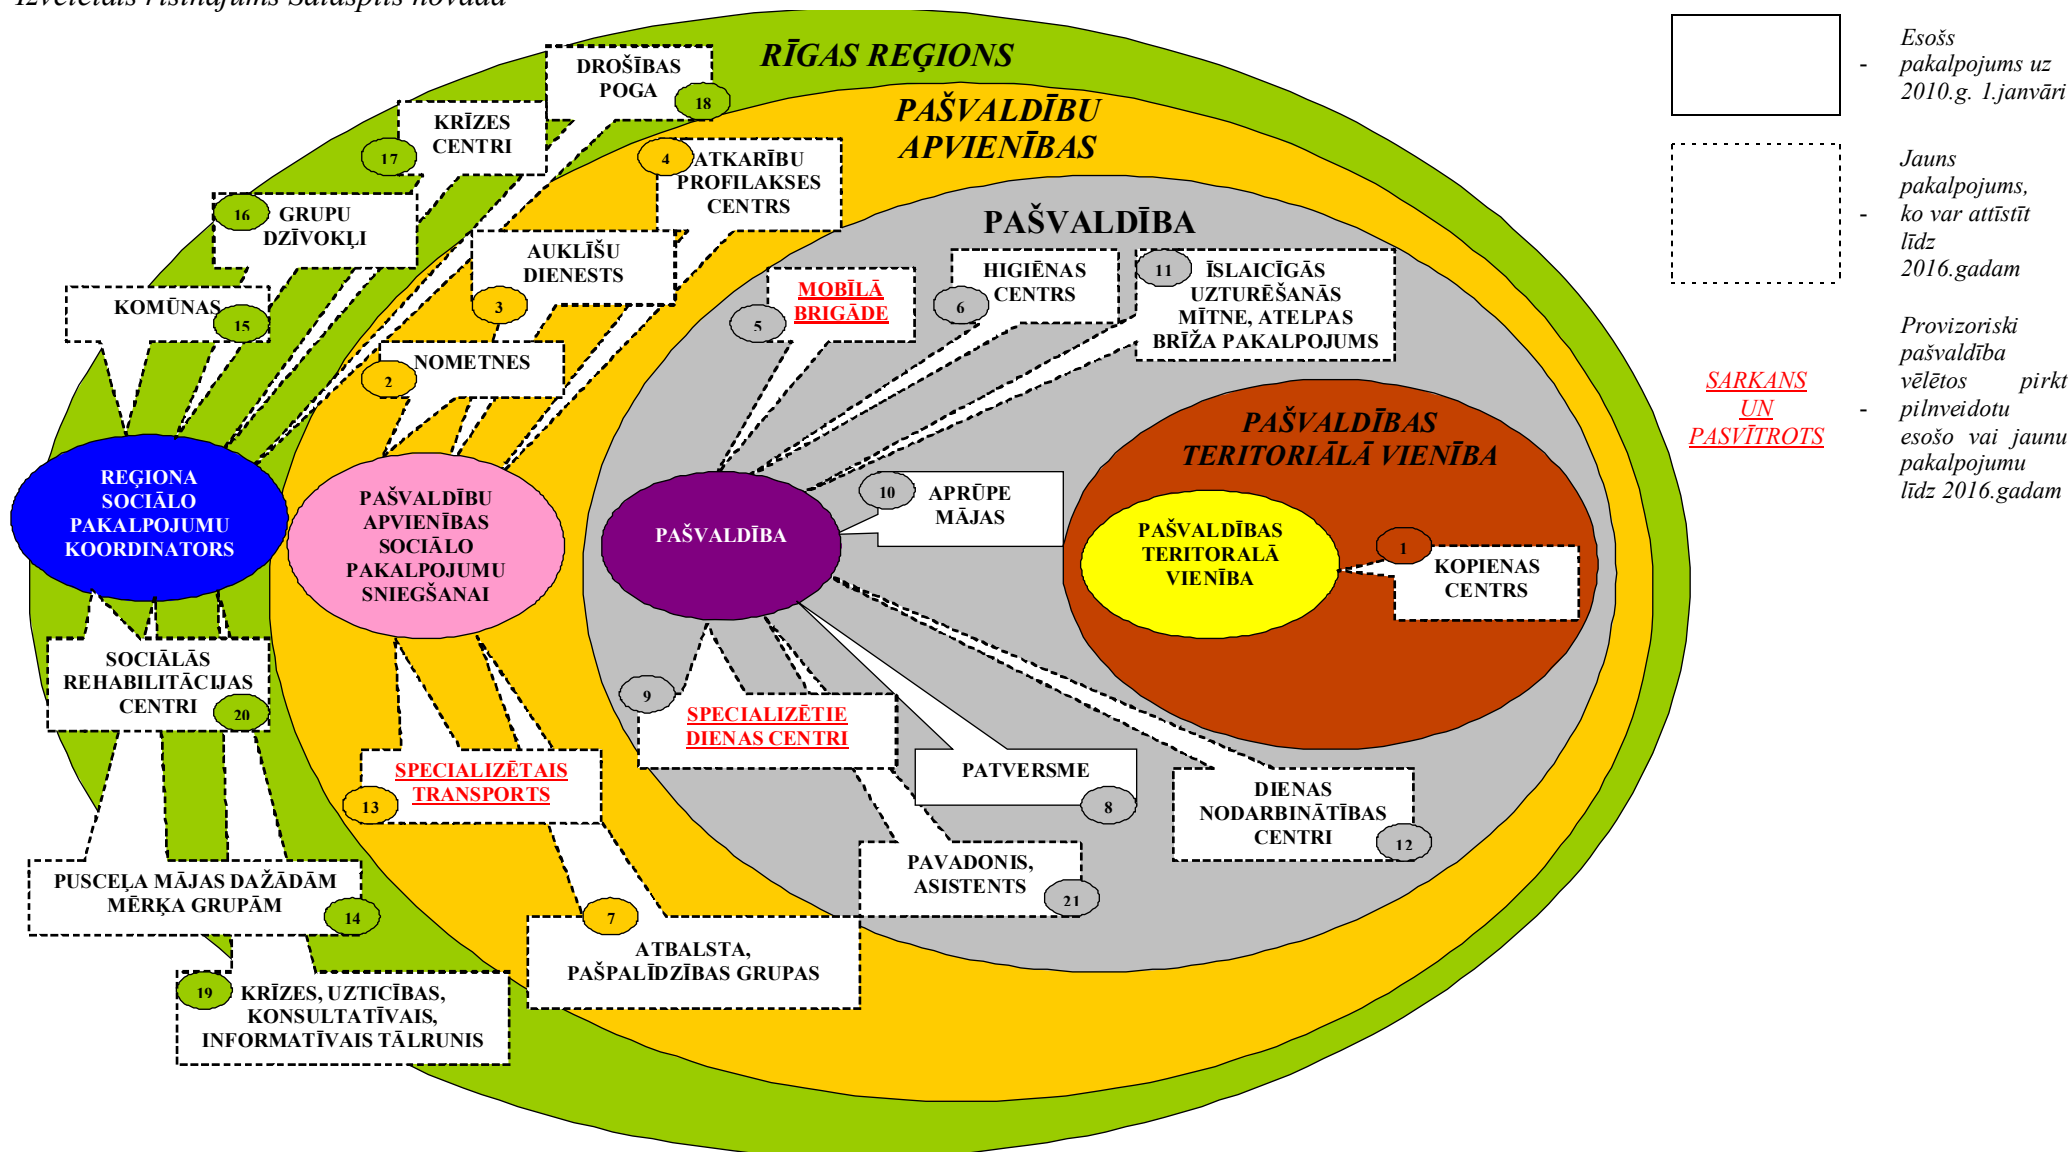 Izvēlētais risinājums Salaspils novadā
RĪGAS REĢIONS
PAŠVALDĪBU
APVIENĪBAS
PAŠVALDĪBA
PAŠVALDĪBAS
TERITORIĀLĀ VIENĪBA
DROŠĪBAS
POGA
18
KRĪZES
CENTRI
17
16
GRUPU
DZĪVOKĻI
KOMŪNAS
15
4
ATKARĪBU
PROFILAKSES
CENTRS
AUKLĪŠU
DIENESTS
3
NOMETNES
2
MOBĪLĀ
BRIGĀDE
5
HIGIĒNAS
CENTRS
6
11
ĪSLAICĪGĀS
UZTURĒŠANĀS
MĪTNE, ATELPAS
BRĪŽA PAKALPOJUMS
REĢIONA
SOCIĀLO
PAKALPOJUMU
KOORDINATORS
PAŠVALDĪBU
APVIENĪBAS
SOCIĀLO
PAKALPOJUMU
SNIEGŠANAI
PAŠVALDĪBA
10
APRŪPE
MĀJAS
PAŠVALDĪBAS
TERITORALĀ
VIENĪBA
1
KOPIENAS
CENTRS
SOCIĀLĀS
REHABILITĀCIJAS
CENTRI
20
9
SPECIALIZĒTIE
DIENAS CENTRI
SPECIALIZĒTAIS
TRANSPORTS
13
PATVERSME
8
DIENAS
NODARBINĀTĪBAS
CENTRI
12
PUSCEĻA MĀJAS DAŽĀDĀM
MĒRĶA GRUPĀM
14
PAVADONIS,
ASISTENTS
21
7
ATBALSTA,
PAŠPALĪDZĪBAS GRUPAS
19
KRĪZES, UZTICĪBAS,
KONSULTATĪVAIS,
INFORMATĪVAIS TĀLRUNIS
- Esošs
pakalpojums uz
2010.g. 1.janvāri
- Jauns
pakalpojums,
ko var attīstīt
līdz
2016.gadam
SARKANS
UN
PASVĪTROTS
- Provizoriski
pašvaldība
vēlētos pirkt
pilnveidotu
esošo vai jaunu
pakalpojumu
līdz 2016.gadam